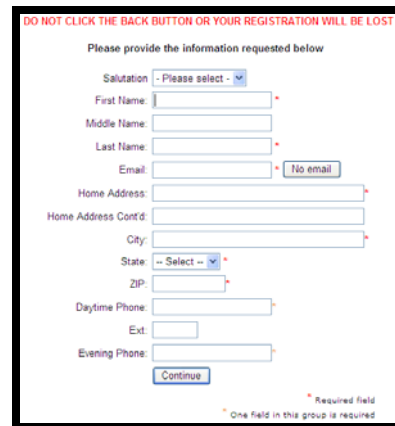 DO NOT CLICK THE BACK BUTTON OR YOUR REGISTRATION WILL BE LOST
Please provide the information requested below
Salutation - Please select -
First Name: *
Middle Name:
Last Name: *
Email: * No email
Home Address: *
Home Address Cont'd:
City: *
State: -- Select -- *
ZIP: *
Daytime Phone: *
Ext:
Evening Phone: *
Continue
* Required field
* One field in this group is required